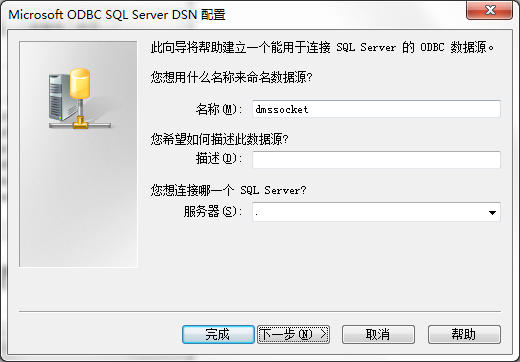 Microsoft ODBC SQL Server DSN 配置
此向导将帮助建立一个能用于连接 SQL Server 的 ODBC 数据源。
您想用什么名称来命名数据源?
名称(M): dmssocket
您希望如何描述此数据源?
描述(D):
您想连接哪一个 SQL Server?
服务器(S): .
完成 下一步(N) > 取消 帮助